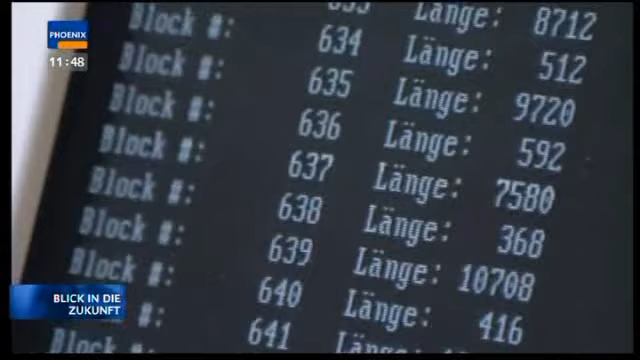 PHOENIX
11:48
Länge: 8712
Block #: 634 Länge: 512
Block #: 635 Länge: 9720
Block #: 636 Länge: 592
Block #: 637 Länge: 7580
Block #: 638 Länge: 368
Block #: 639 Länge: 10708
Block #: 640 Länge: 416
#: 641 Länge:
Block #:
BLICK IN DIE
ZUKUNFT